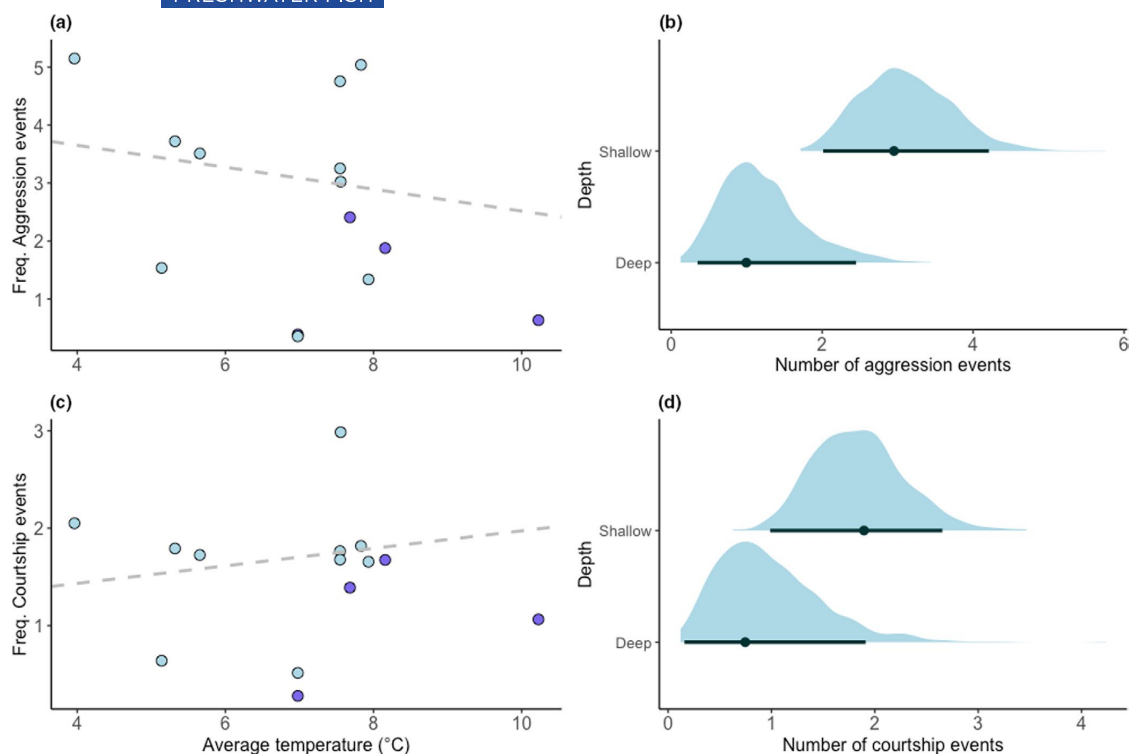 FRESHWATER FISH
(a)
Freq. Aggression events
5
4
3
2
1
4 6 8 10
(b)
Depth
Shallow
Deep
0 2 4 6
Number of aggression events
(c)
Freq. Courtship events
3
2
1
4 6 8 10
Average temperature (°C)
(d)
Depth
Shallow
Deep
0 1 2 3 4
Number of courtship events